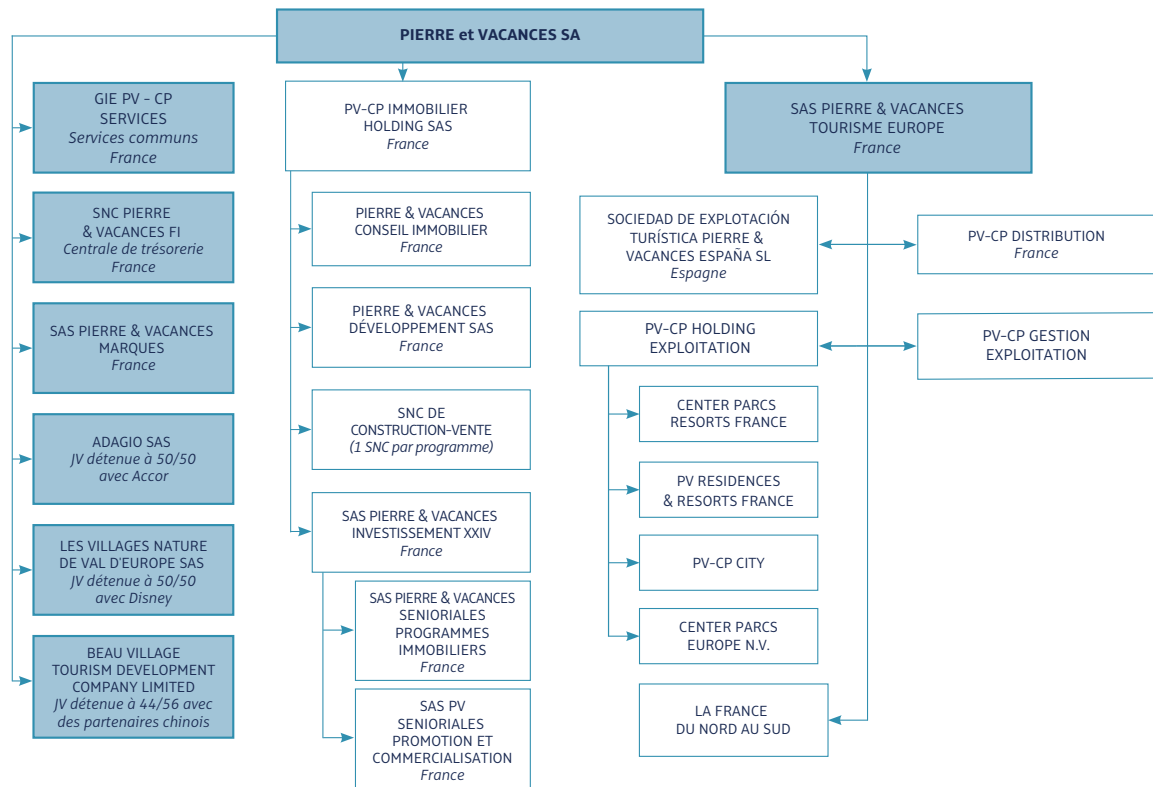 PIERRE et VACANCES SA
GIE PV - CP
SERVICES
Services communs
France
SNC PIERRE
& VACANCES FI
Centrale de trésorerie
France
SAS PIERRE & VACANCES
MARQUES
France
ADAGIO SAS
JV détenue à 50/50
avec Accor
LES VILLAGES NATURE
DE VAL D'EUROPE SAS
JV détenue à 50/50
avec Disney
BEAU VILLAGE
TOURISM DEVELOPMENT
COMPANY LIMITED
JV détenue à 44/56 avec
des partenaires chinois
PV-CP IMMOBILIER
HOLDING SAS
France
PIERRE & VACANCES
CONSEIL IMMOBILIER
France
PIERRE & VACANCES
DÉVELOPPEMENT SAS
France
SNC DE
CONSTRUCTION-VENTE
(1 SNC par programme)
SAS PIERRE & VACANCES
INVESTISSEMENT XXIV
France
SAS PIERRE & VACANCES
SENIORIALES
PROGRAMMES
IMMOBILIERS
France
SAS PV
SENIORIALES
PROMOTION ET
COMMERCIALISATION
France
SAS PIERRE & VACANCES
TOURISME EUROPE
France
SOCIEDAD DE EXPLOTACIÓN
TURÍSTICA PIERRE &
VACANCES ESPAÑA SL
Espagne
PV-CP DISTRIBUTION
France
PV-CP HOLDING
EXPLOITATION
PV-CP GESTION
EXPLOITATION
CENTER PARCS
RESORTS FRANCE
PV RESIDENCES
& RESORTS FRANCE
PV-CP CITY
CENTER PARCS
EUROPE N.V.
LA FRANCE
DU NORD AU SUD